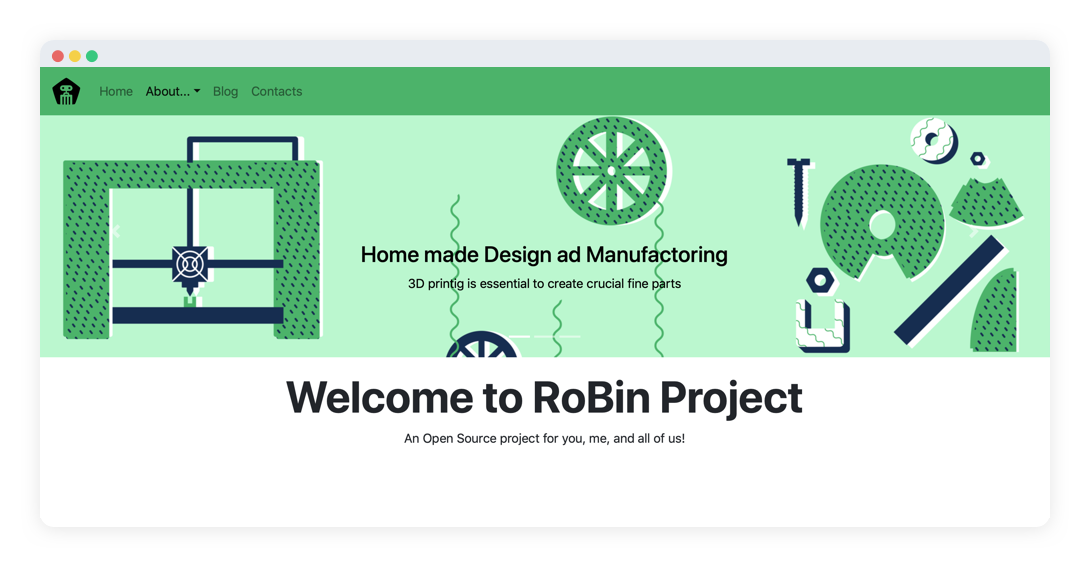 Home About... Blog Contacts
Home made Design ad Manufactoring
3D printig is essential to create crucial fine parts
Welcome to RoBin Project
An Open Source project for you, me, and all of us!